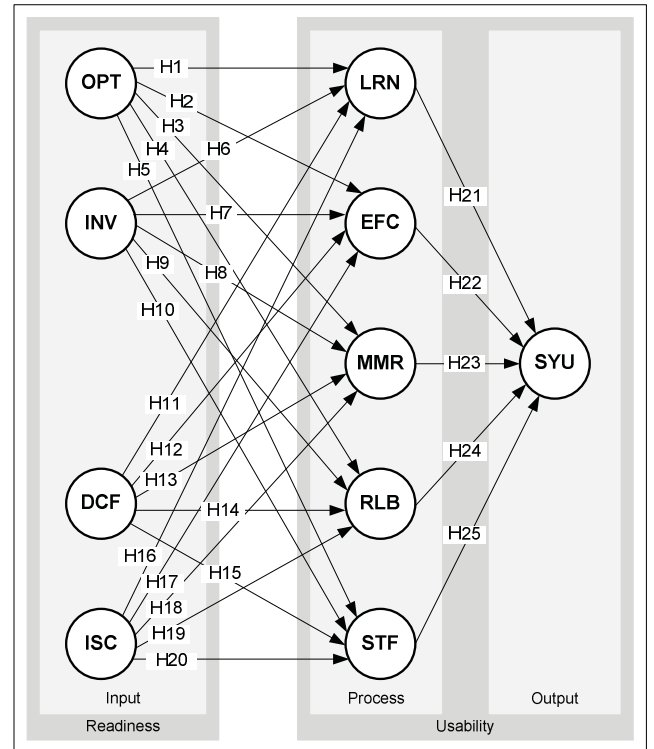 OPT
INV
DCF
ISC
H1
H2
H3
H4
H5
H6
H7
H8
H9
H10
H11
H12
H13
H14
H15
H16
H17
H18
H19
H20
LRN
EFC
MMR
RLB
STF
H21
H22
H23
H24
H25
SYU
Input
Process
Output
Readiness
Usability